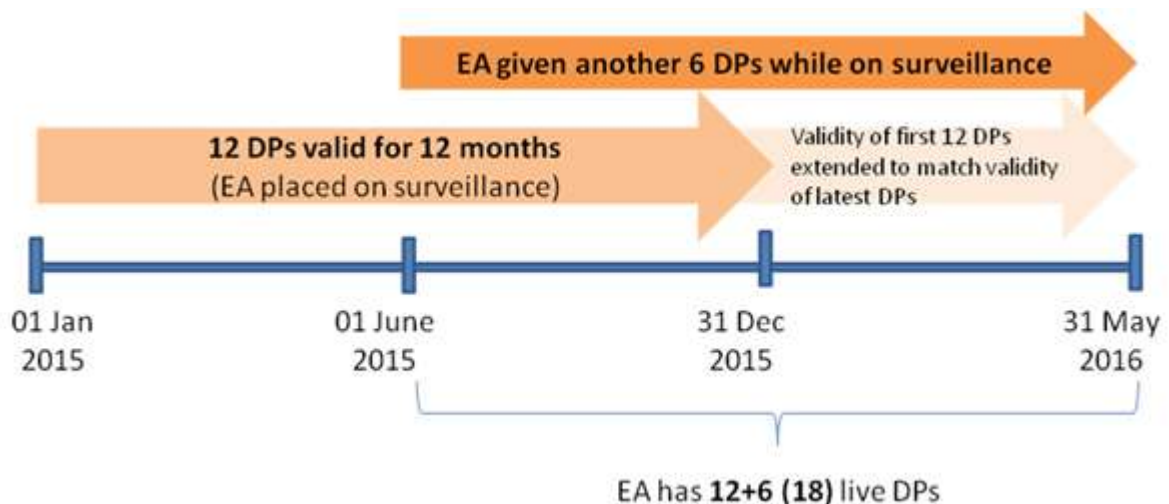 EA given another 6 DPs while on surveillance
12 DPs valid for 12 months
(EA placed on surveillance)
Validity of first 12 DPs
extended to match validity
of latest DPs
01 Jan
2015
01 June
2015
31 Dec
2015
31 May
2016
EA has 12+6 (18) live DPs